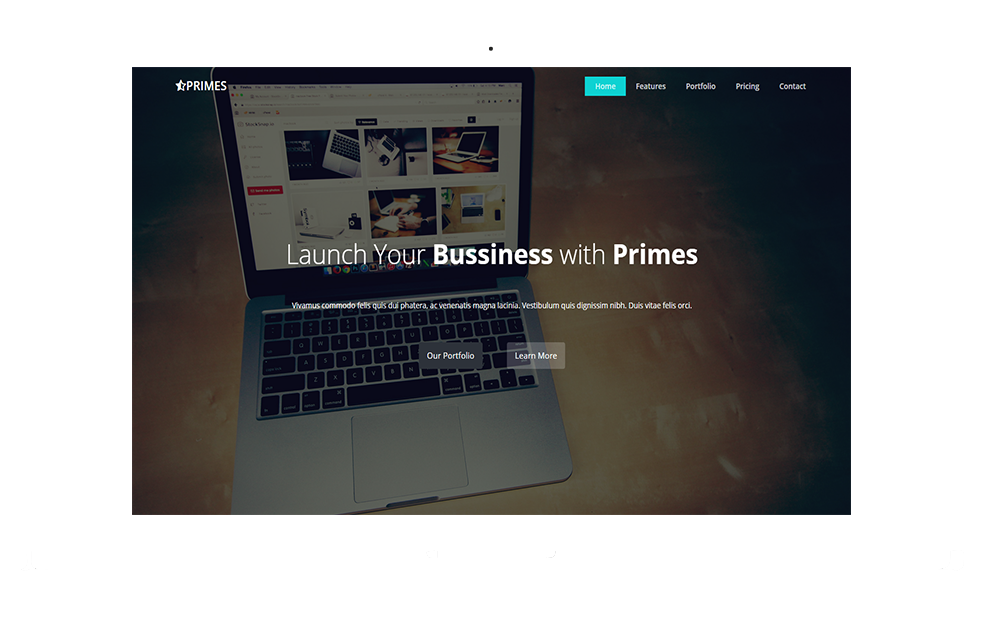 PRIMES
Home Features Portfolio Pricing Contact
Launch Your Bussiness with Primes
Vivamus commodo felis quis dui phatera, ac venenatis magna lacinia. Vestibulum quis dignissim nibh. Duis vitae felis orci.
Our Portfolio Learn More